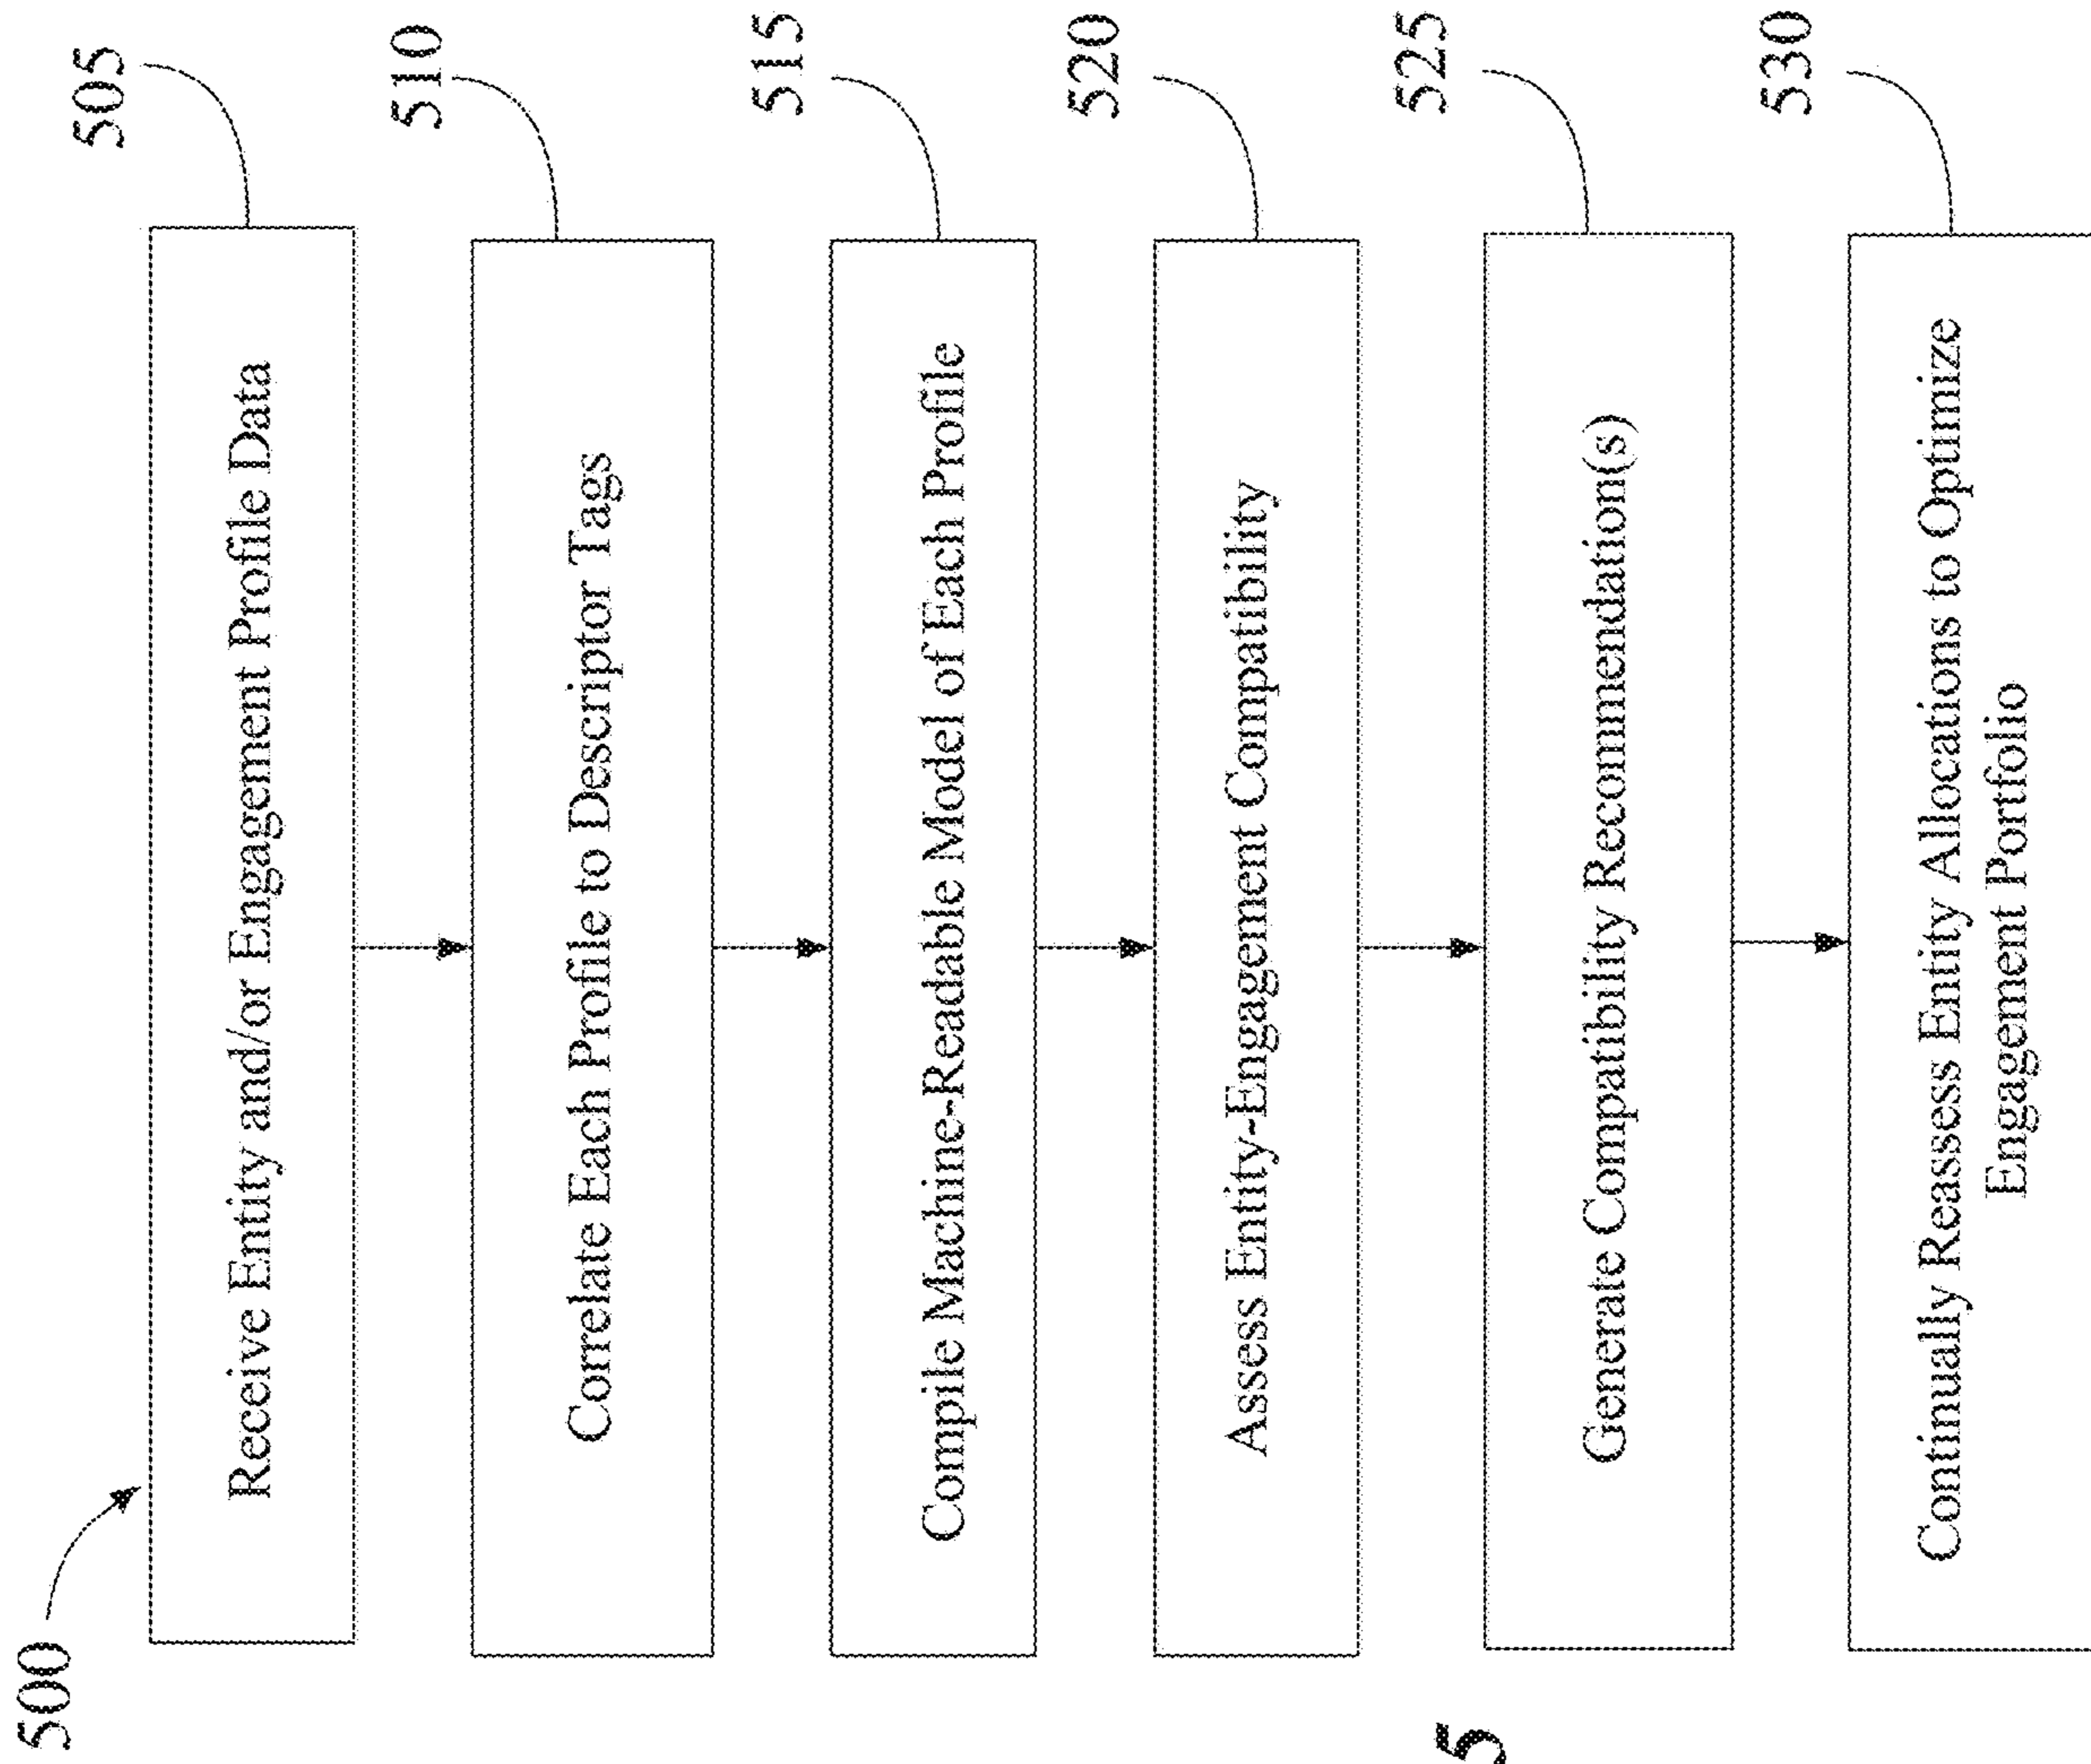 500
505
Receive Entity and/or Engagement Profile Data
510
Correlate Each Profile to Descriptor Tags
515
Compile Machine-Readable Model of Each Profile
520
Assess Entity-Engagement Compatibility
525
Generate Compatibility Recommendation(s)
530
Continually Reassess Entity Allocations to Optimize
Engagement Portfolio
5